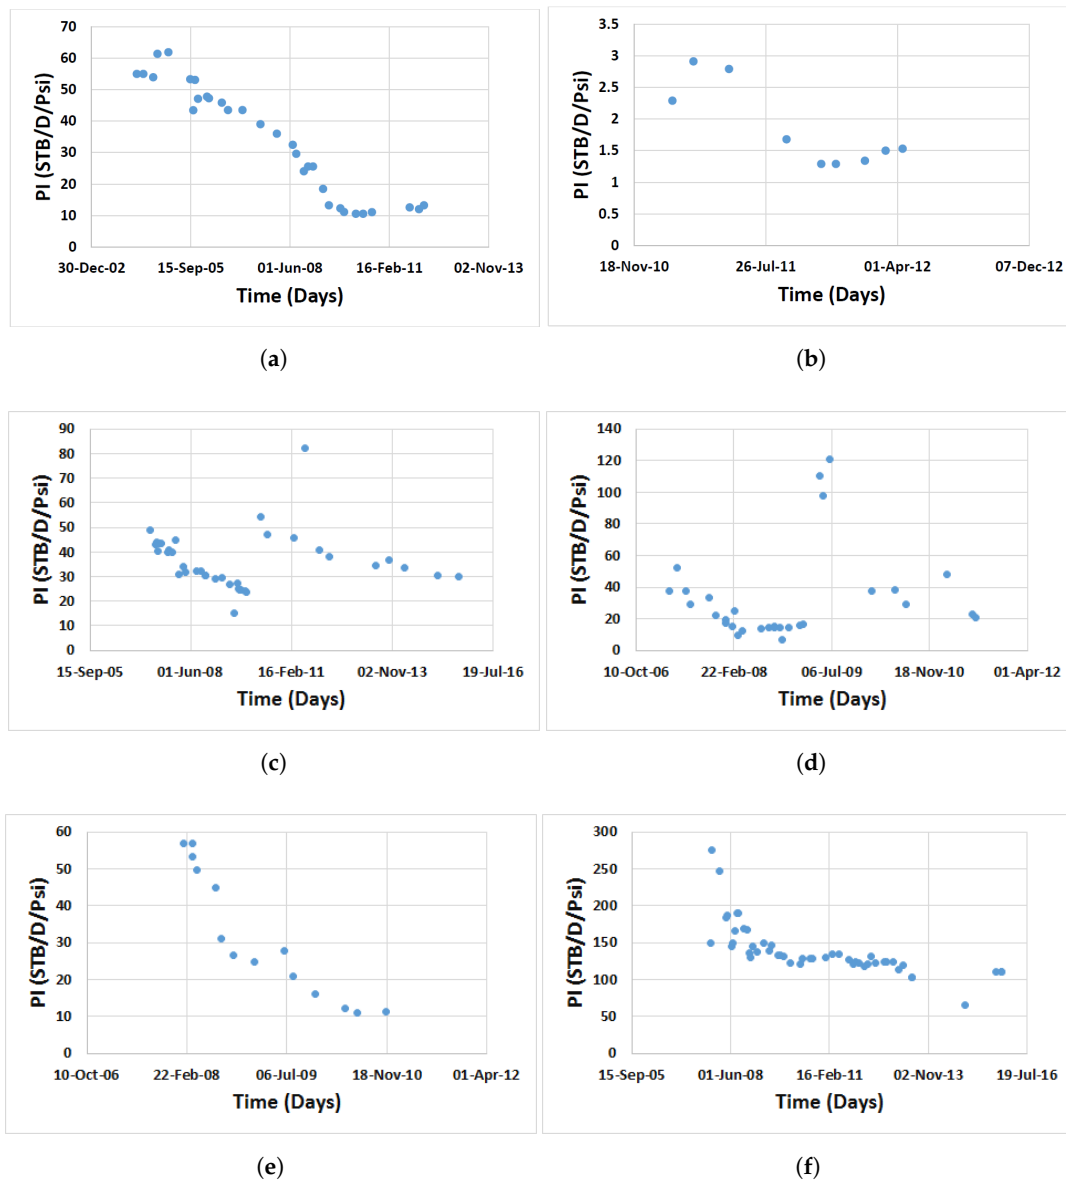 70
60
50
40
30
20
10
0
PI (STB/D/Psi)
30-Dec-02 15-Sep-05 01-Jun-08 16-Feb-11 02-Nov-13
Time (Days)
(a)
3.5
3
2.5
2
1.5
1
0.5
0
PI (STB/D/Psi)
18-Nov-10 26-Jul-11 01-Apr-12 07-Dec-12
Time (Days)
(b)
90
80
70
60
50
40
30
20
10
0
PI (STB/D/Psi)
15-Sep-05 01-Jun-08 16-Feb-11 02-Nov-13 19-Jul-16
Time (Days)
(c)
140
120
100
80
60
40
20
0
PI (STB/D/Psi)
10-Oct-06 22-Feb-08 06-Jul-09 18-Nov-10 01-Apr-12
Time (Days)
(d)
60
50
40
30
20
10
0
PI (STB/D/Psi)
10-Oct-06 22-Feb-08 06-Jul-09 18-Nov-10 01-Apr-12
Time (Days)
(e)
300
250
200
150
100
50
0
PI (STB/D/Psi)
15-Sep-05 01-Jun-08 16-Feb-11 02-Nov-13 19-Jul-16
Time (Days)
(f)